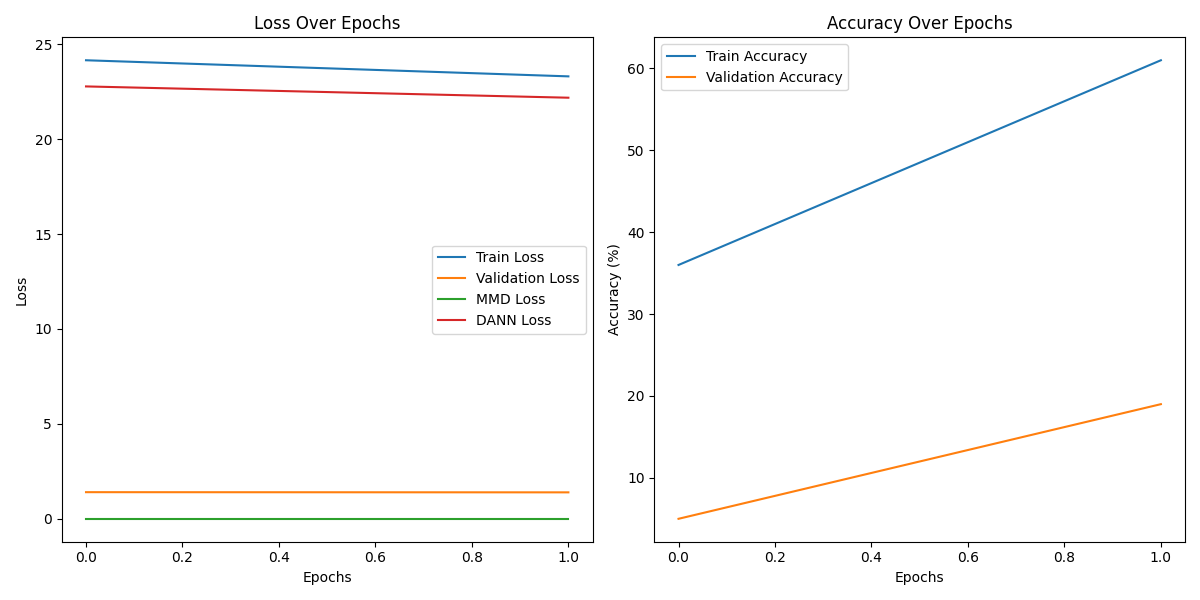 Loss Over Epochs
25
20
15
10
5
0
Loss
Train Loss
Validation Loss
MMD Loss
DANN Loss
0.0 0.2 0.4 0.6 0.8 1.0
Epochs
Accuracy Over Epochs
Train Accuracy
Validation Accuracy
60
50
40
30
20
10
Accuracy (%)
0.0 0.2 0.4 0.6 0.8 1.0
Epochs